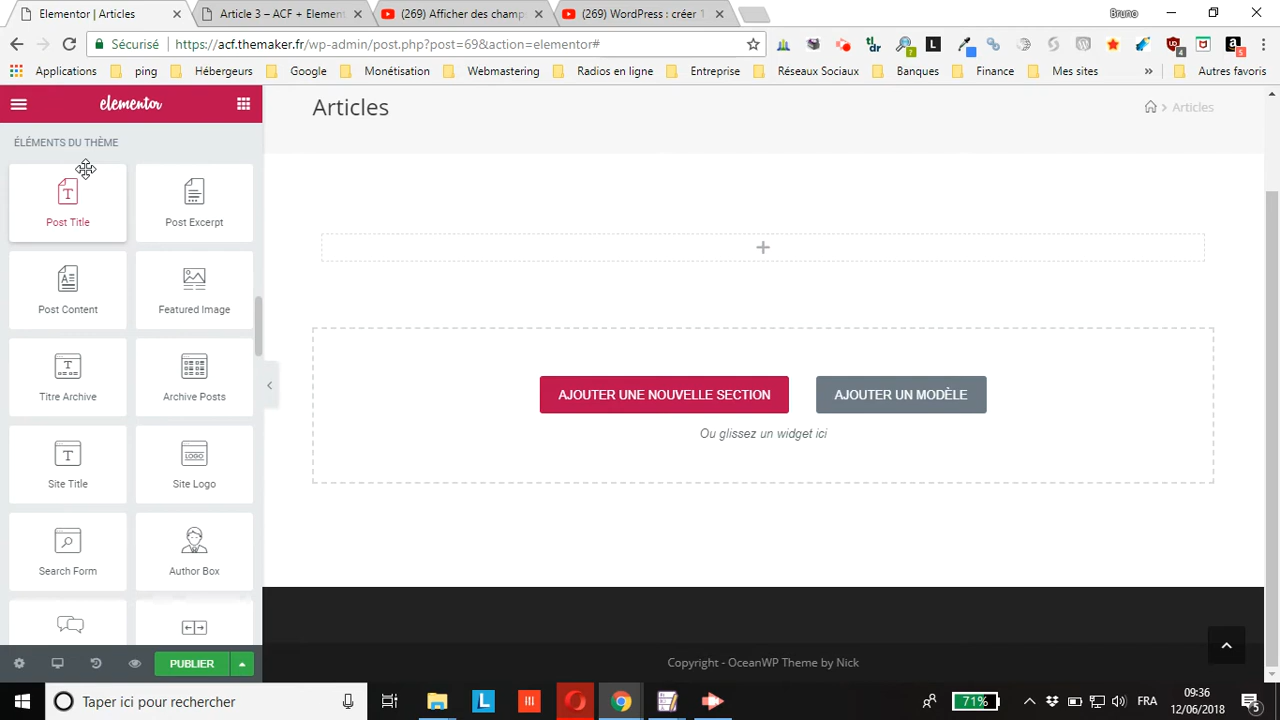 Elementor | Articles
Article 3 – ACF - Element
(269) Afficher des champ
(269) WordPress : créer 1
Bruno
Sécurisé
https://acf.themaker.fr/wp-admin/post.php?post=69&action=elementor#
Applications
ping
Hébergeurs
Google
Monétisation
Webmastering
Radios en ligne
Entreprise
Réseaux Sociaux
Banques
Finance
Mes sites
»
Autres favoris
elementor
ÉLÉMENTS DU THÈME
Post Title
Post Excerpt
Post Content
Featured Image
Titre Archive
Archive Posts
Site Title
LOGO
Site Logo
Search Form
Author Box
PUBLIER
Articles
Articles
AJOUTER UNE NOUVELLE SECTION
AJOUTER UN MODÈLE
Ou glissez un widget ici
Copyright - OceanWP Theme by Nick
Taper ici pour rechercher
71%
FRA
09:36
12/06/2018